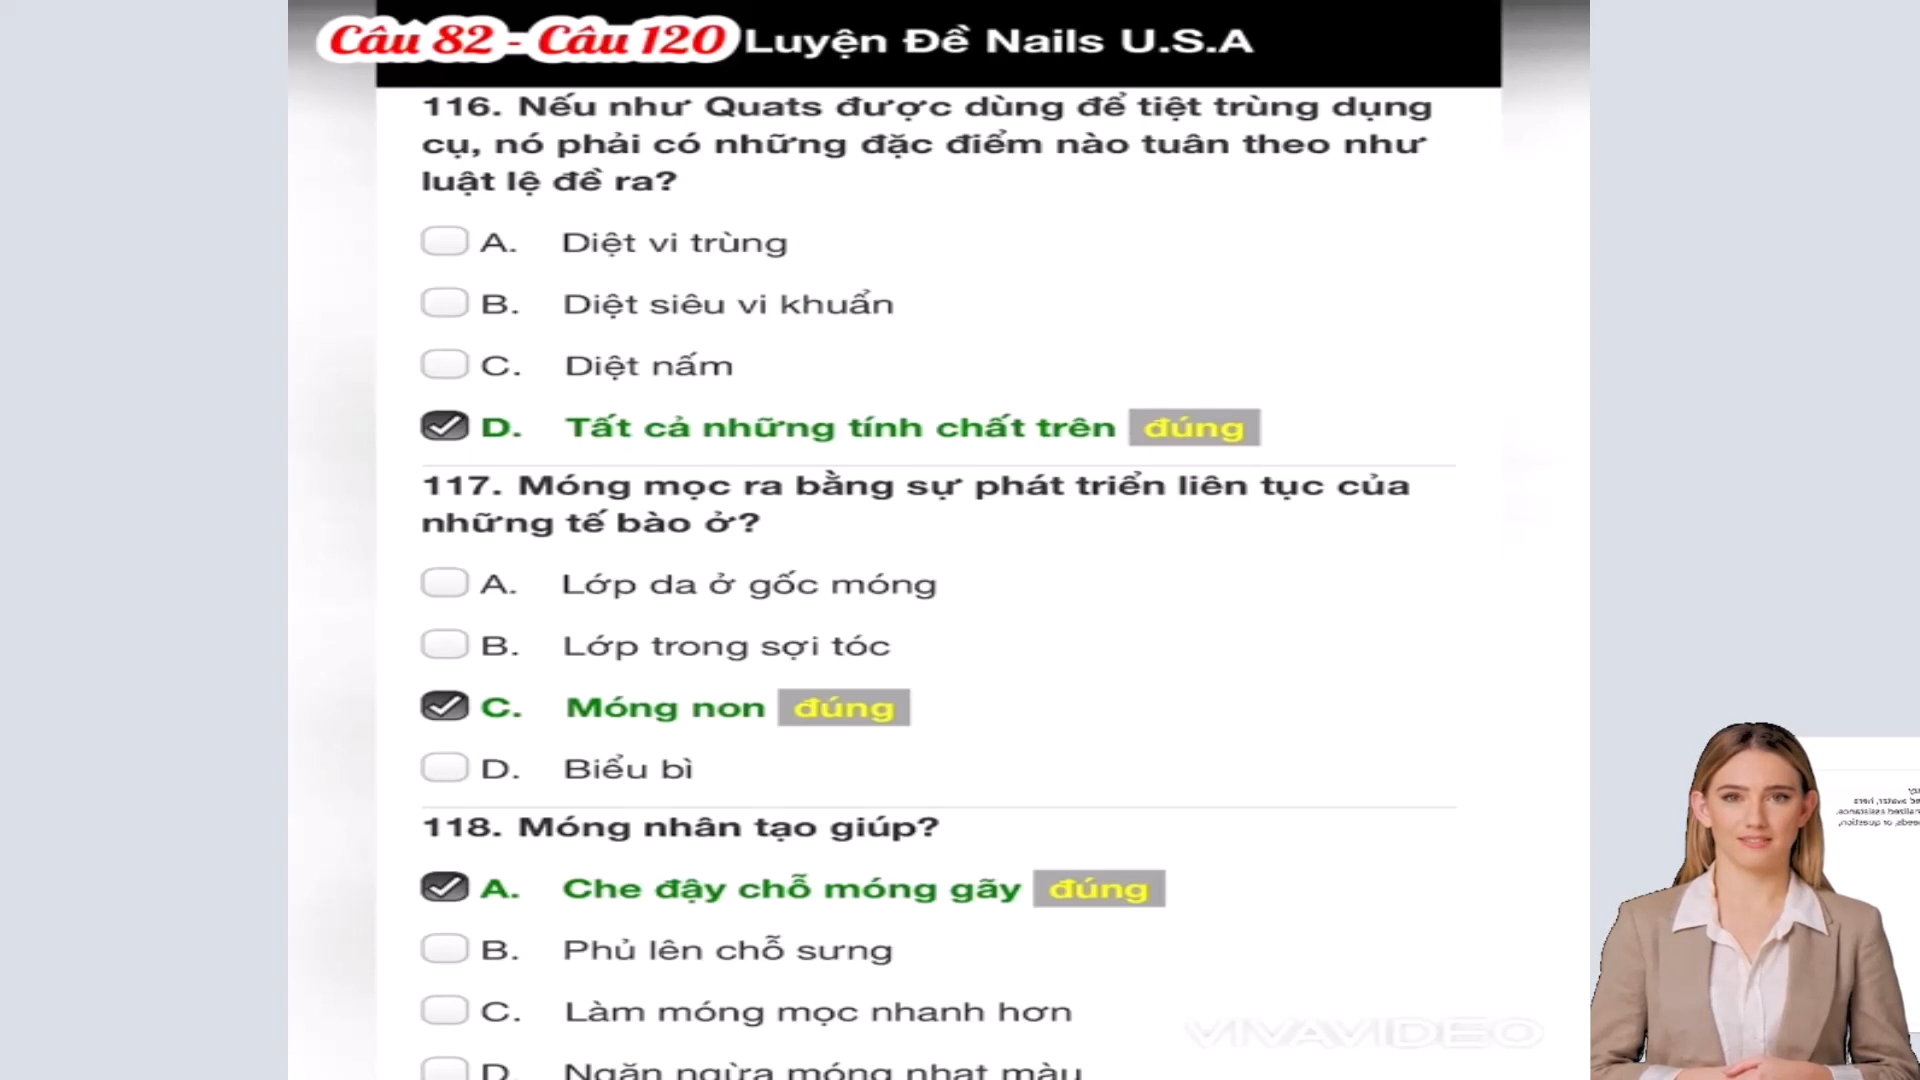 Câu 82 - Câu 120 Luyện Đề Nails U.S.A
116. Nếu như Quats được dùng để tiệt trùng dụng
cụ, nó phải có những đặc điểm nào tuân theo như
luật lệ đề ra?
A. Diệt vi trùng
B. Diệt siêu vi khuẩn
C. Diệt nấm
D. Tất cả những tính chất trên đúng
117. Móng mọc ra bằng sự phát triển liên tục của
những tế bào ở?
A. Lớp da ở gốc móng
B. Lớp trong sợi tóc
C. Móng non đúng
D. Biểu bì
118. Móng nhân tạo giúp?
A. Che đậy chỗ móng gãy đúng
B. Phủ lên chỗ sưng
C. Làm móng mọc nhanh hơn
D. Ngăn ngừa móng nhạt màu
VIVAVIDEO